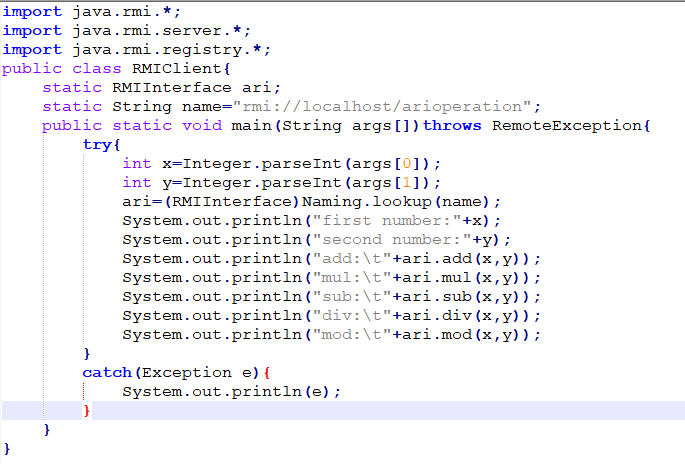 import java.rmi.*;
import java.rmi.server.*;
import java.rmi.registry.*;
public class RMIClient{
    static RMIInterface ari;
    static String name="rmi://localhost/arioperation";
    public static void main(String args[])throws RemoteException{
        try{
            int x=Integer.parseInt(args[0]);
            int y=Integer.parseInt(args[1]);
            ari=(RMIInterface)Naming.lookup(name);
            System.out.println("first number:"+x);
            System.out.println("second number:"+y);
            System.out.println("add:\t"+ari.add(x,y));
            System.out.println("mul:\t"+ari.mul(x,y));
            System.out.println("sub:\t"+ari.sub(x,y));
            System.out.println("div:\t"+ari.div(x,y));
            System.out.println("mod:\t"+ari.mod(x,y));
        }
        catch(Exception e){
            System.out.println(e);
        }
    }
}